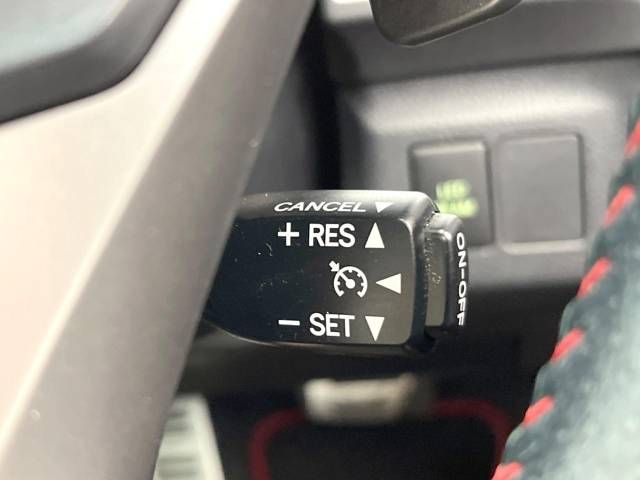 CANCEL ▼
+ RES ▲
◀
- SET ▼
ON-OFF